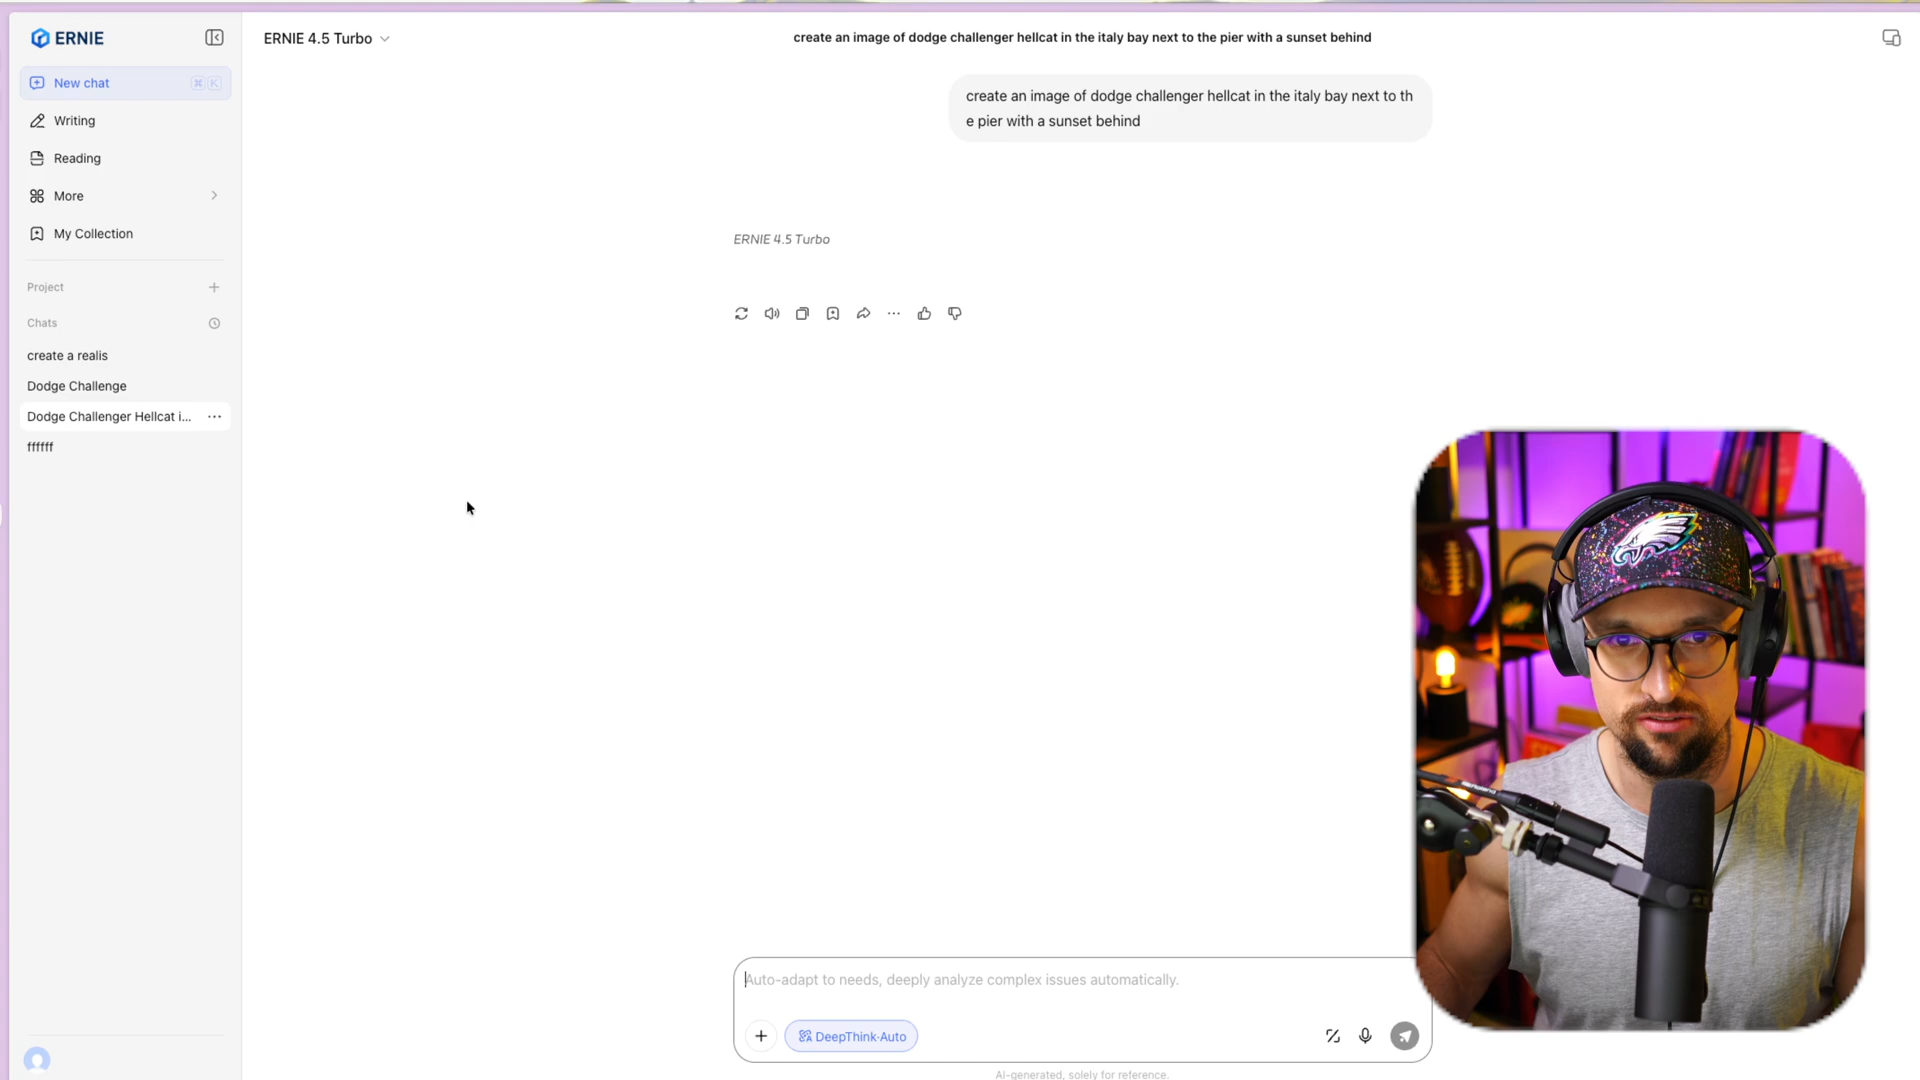 ERNIE
New chat
⌘ K
Writing
Reading
More
My Collection
Project
Chats
create a realis
Dodge Challenge
Dodge Challenger Hellcat i...
ffffff
ERNIE 4.5 Turbo
create an image of dodge challenger hellcat in the italy bay next to the pier with a sunset behind
create an image of dodge challenger hellcat in the italy bay next to th
e pier with a sunset behind
ERNIE 4.5 Turbo
Auto-adapt to needs, deeply analyze complex issues automatically.
DeepThink·Auto
AI-generated, solely for reference.